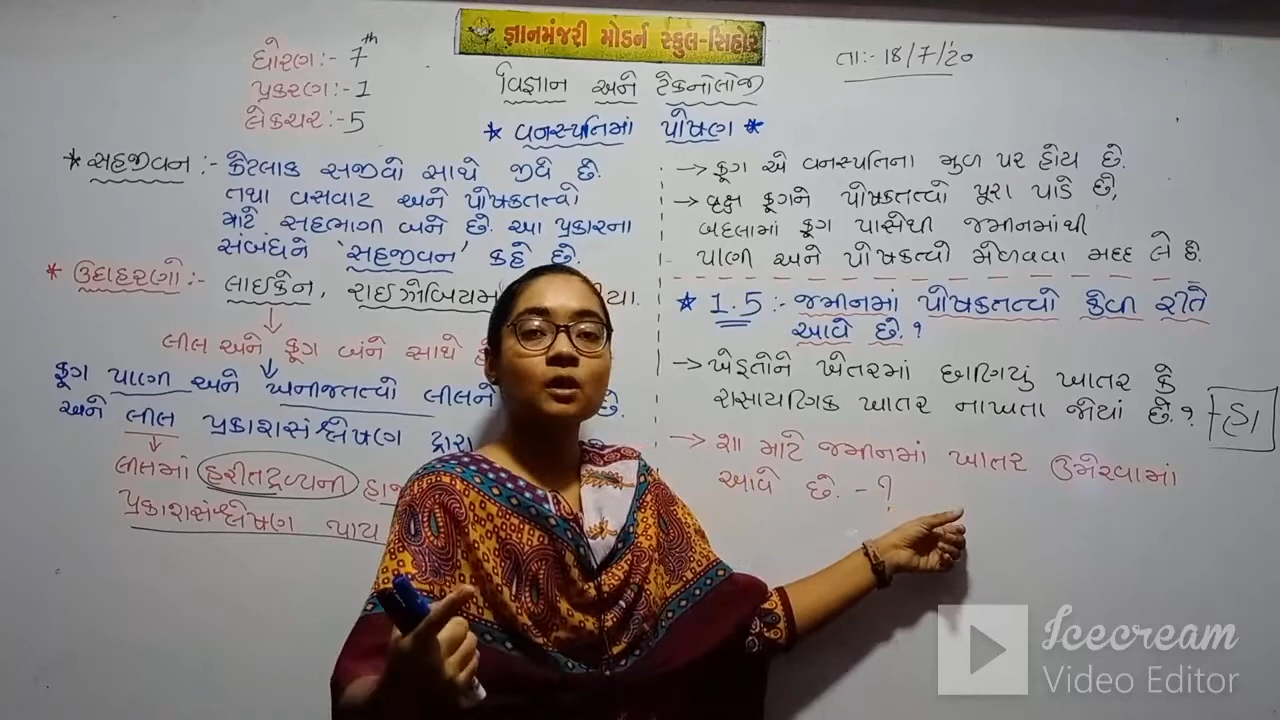 જ્ઞાનમંજરી મોડર્ન સ્કુલ-સિહોર
ધોરણ:- 7th
પ્રકરણ:- 1
લેક્ચર:- 5
તા:- 18/7/20
વિજ્ઞાન અને ટેકનોલોજી
* વનસ્પતિમાં પોષણ *
* સહજીવન :- કેટલાક સજીવો સાથે જીવે છે.
તથા વસવાટ અને પોષકતત્વો
માટે સહભાગી બને છે. આ પ્રકારના
સંબંધને 'સહજીવન' કહે છે.
* ઉદાહરણો:- લાઈકેન, રાઈઝોબિયમ
લીલ અને ફૂગ બંને સાથે
ફૂગ પાણી અને ખનીજતત્વો લીલને છે.
અને લીલ પ્રકાશસંશ્લેષણ દ્વારા
લીલમાં હરીતદ્રવ્યની
પ્રકાશસંશ્લેષણ થાય
→ ફૂગ એ વનસ્પતિના મુળ પર હોય છે.
→ વૃક્ષ ફૂગને પોષકતત્વો પૂરા પાડે છે,
બદલામાં ફૂગ પાસેથી જમીનમાંથી
પાણી અને પોષકત્વો મેળવવા મદદ લે છે.
* 1.5 :- જમીનમાં પોષકતત્વો કેવી રીતે
આવે છે.?
→ ખેડૂતોને ખેતરમાં છાણિયું ખાતર કે
રાસાયણિક ખાતર નાખતા જોયાં છે.? - હા
→ શા માટે જમીનમાં ખાતર ઉમેરવામાં
આવે છે. - ?
Icecream
Video Editor